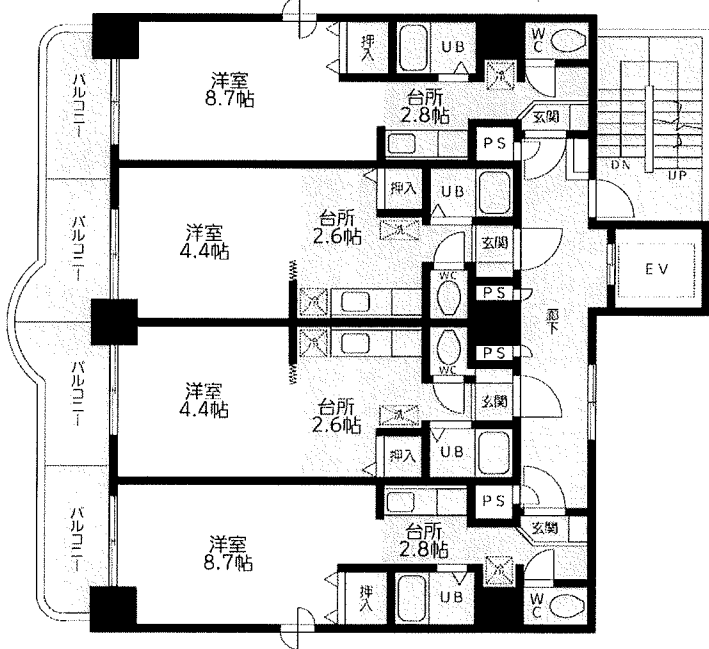 バルコニー
洋室
8.7帖
押入
UB
台所
2.8帖
WC
玄関
PS
DN
UP
バルコニー
洋室
4.4帖
押入
UB
台所
2.6帖
洗
冷
WC
玄関
PS
EV
廊下
バルコニー
洋室
4.4帖
冷
台所
2.6帖
洗
押入
UB
WC
玄関
PS
バルコニー
洋室
8.7帖
押入
UB
台所
2.8帖
PS
玄関
WC